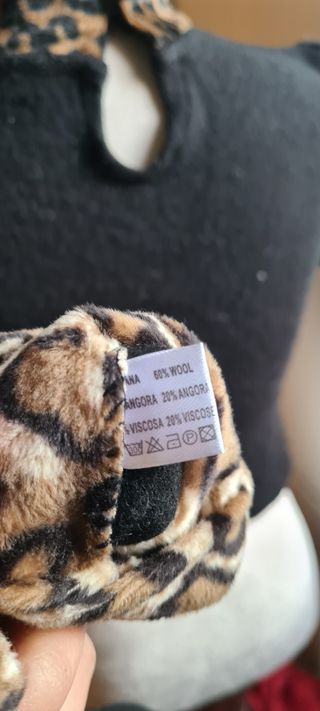 ANA 60% WOOL
ANGORA 20% ANGORA
% VISCOSA 20% VISCOSE
P